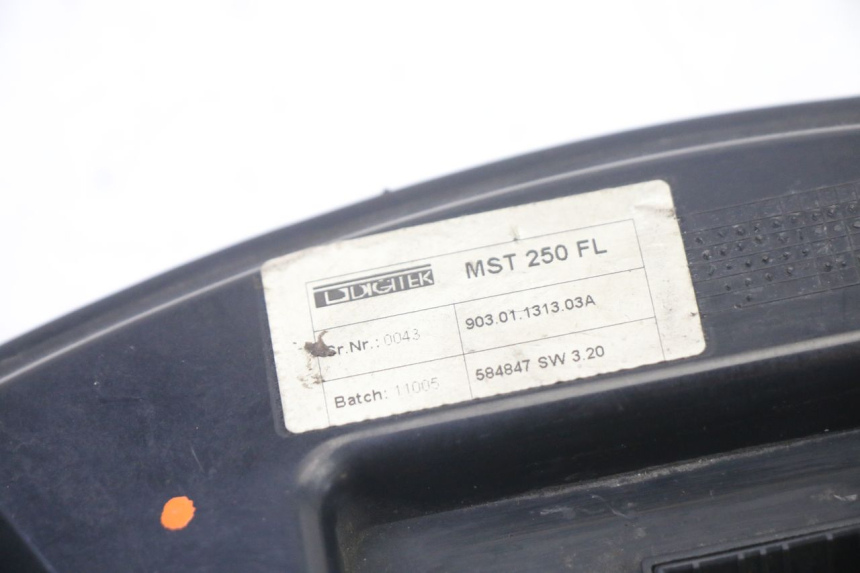 DIGITEK
MST 250 FL
Sr.Nr.: 0043
903.01.1313.03A
Batch: 11005
584847 SW 3.20